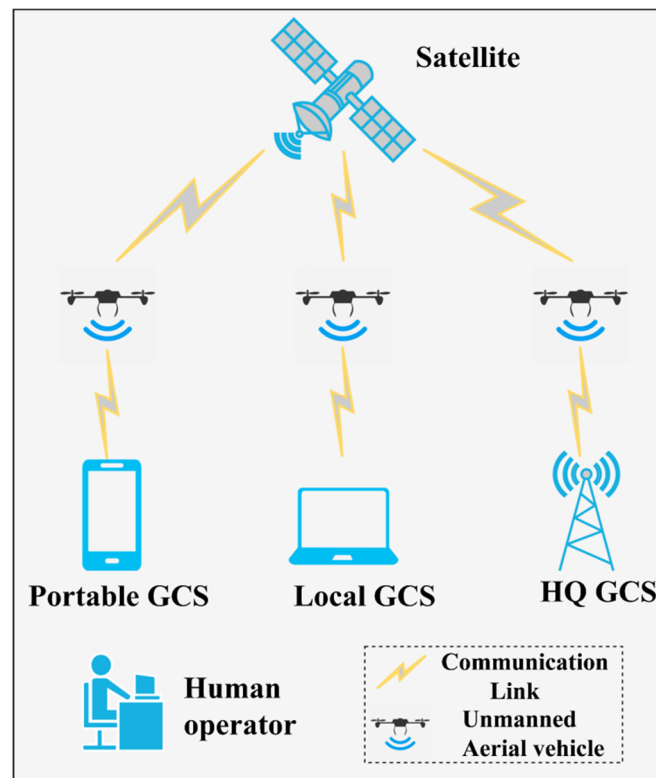 Satellite
Portable GCS
Local GCS
HQ GCS
Human
operator
Communication
Link
Unmanned
Aerial vehicle